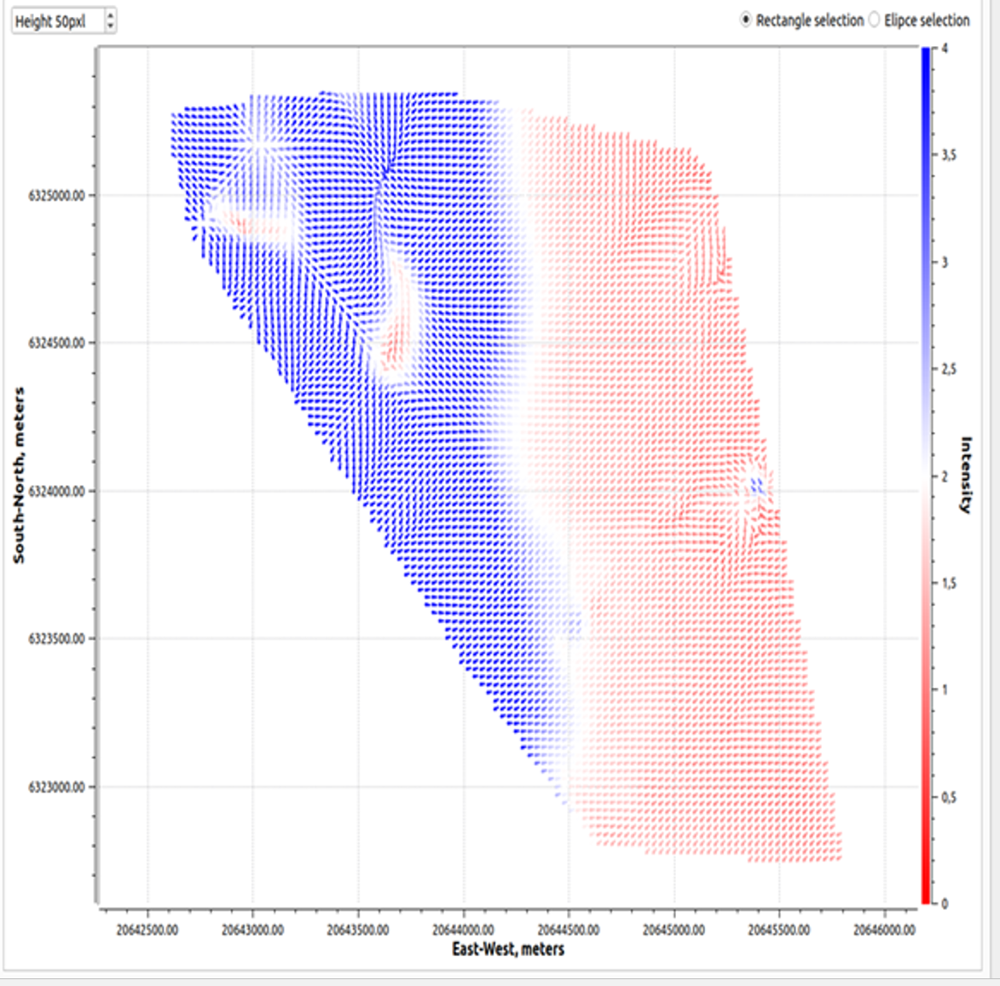 Height 50pxl
Rectangle selection
Elipce selection
4
3,5
3
2,5
2
1,5
1
0,5
0
Intensity
South-North, meters
6325000.00
6324500.00
6324000.00
6323500.00
6323000.00
20642500.00 20643000.00 20643500.00 20644000.00 20644500.00 20645000.00 20645500.00 20646000.00
East-West, meters